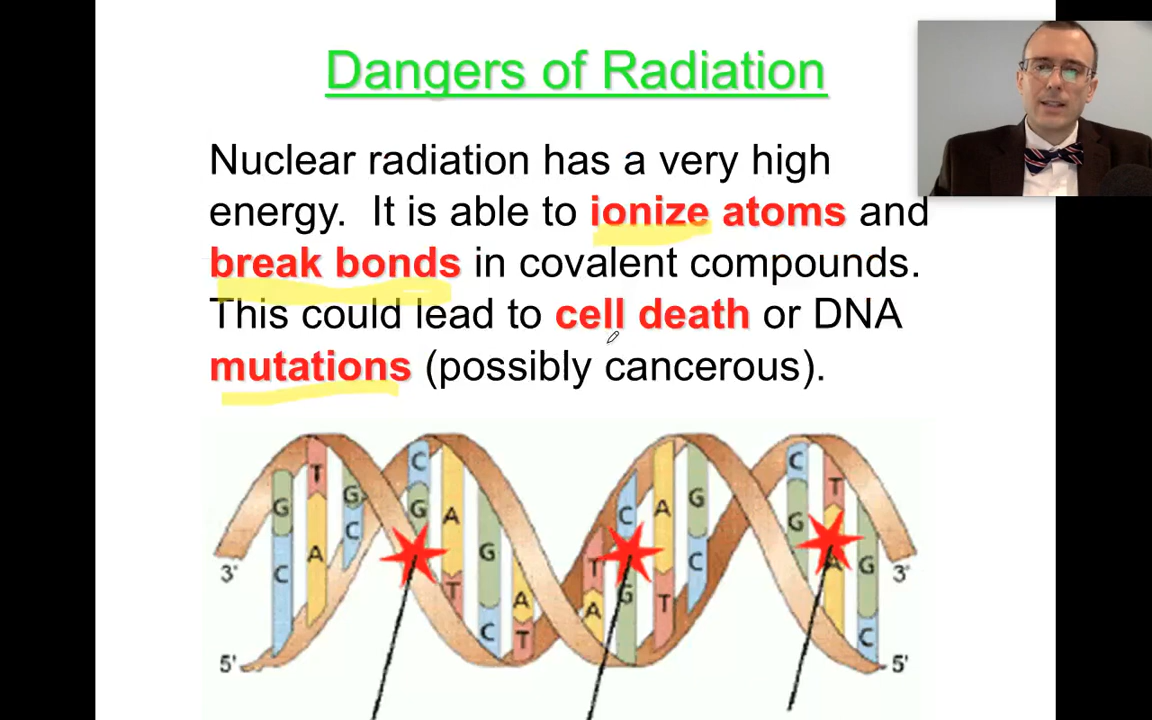 Dangers of Radiation
Nuclear radiation has a very high
energy. It is able to ionize atoms and
break bonds in covalent compounds.
This could lead to cell death or DNA
mutations (possibly cancerous).
G T G C A C A G C T
C A C G T G A T T A G T C G A G C
3' 3'
5' 5'